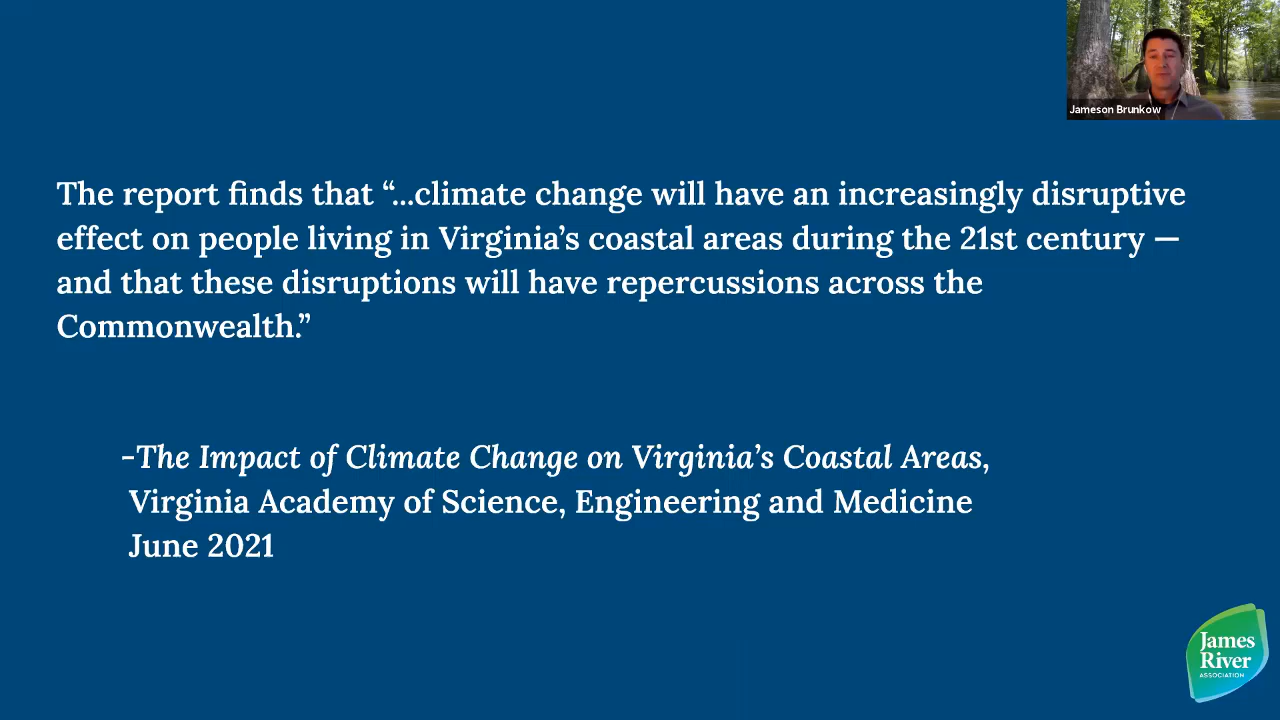 Jameson Brunkow
The report finds that “...climate change will have an increasingly disruptive
effect on people living in Virginia’s coastal areas during the 21st century —
and that these disruptions will have repercussions across the
Commonwealth.”
–The Impact of Climate Change on Virginia’s Coastal Areas,
Virginia Academy of Science, Engineering and Medicine
June 2021
James
River
ASSOCIATION